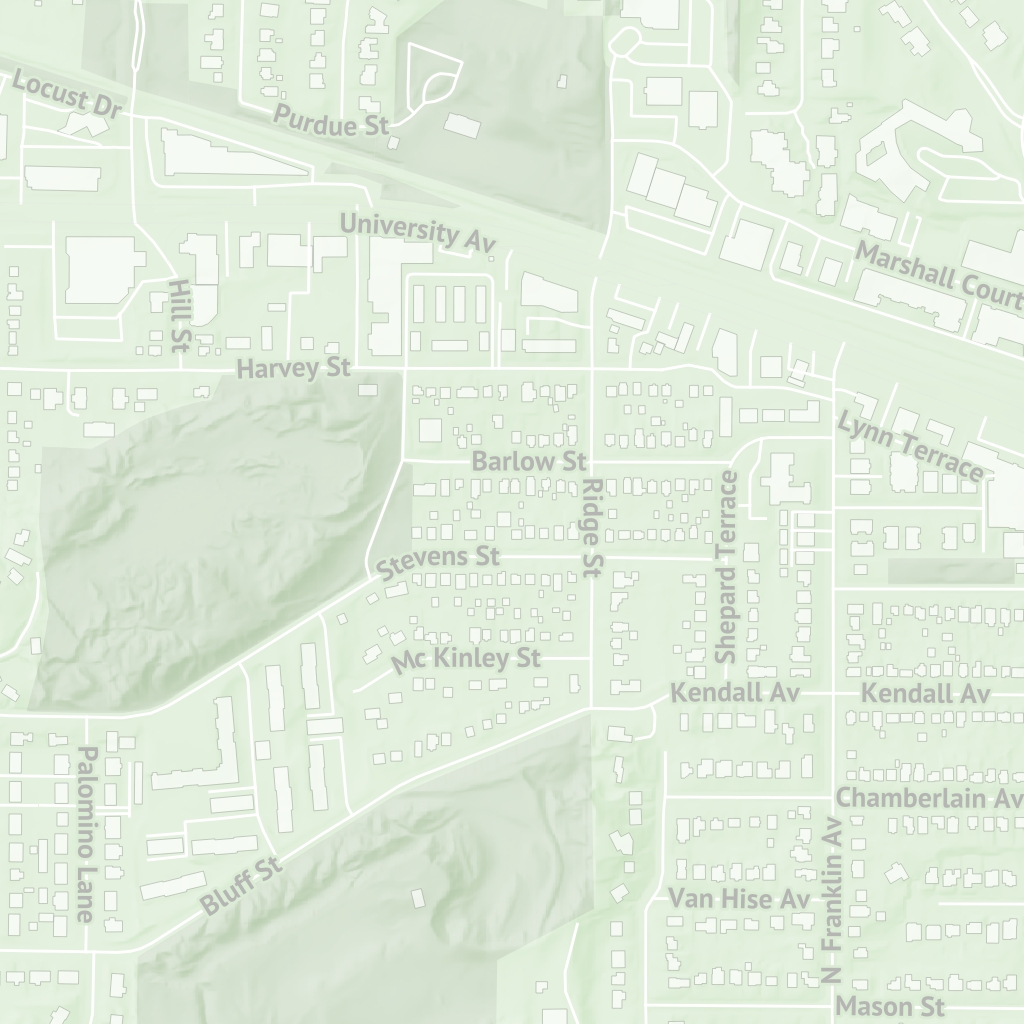 Locust Dr
Purdue St
University Av
Marshall Court
Hill St
Harvey St
Lynn Terrace
Barlow St
Ridge St
Shepard Terrace
Stevens St
Mc Kinley St
Kendall Av
Kendall Av
Palomino Lane
Chamberlain Av
Bluff St
Van Hise Av
N Franklin Av
Mason St